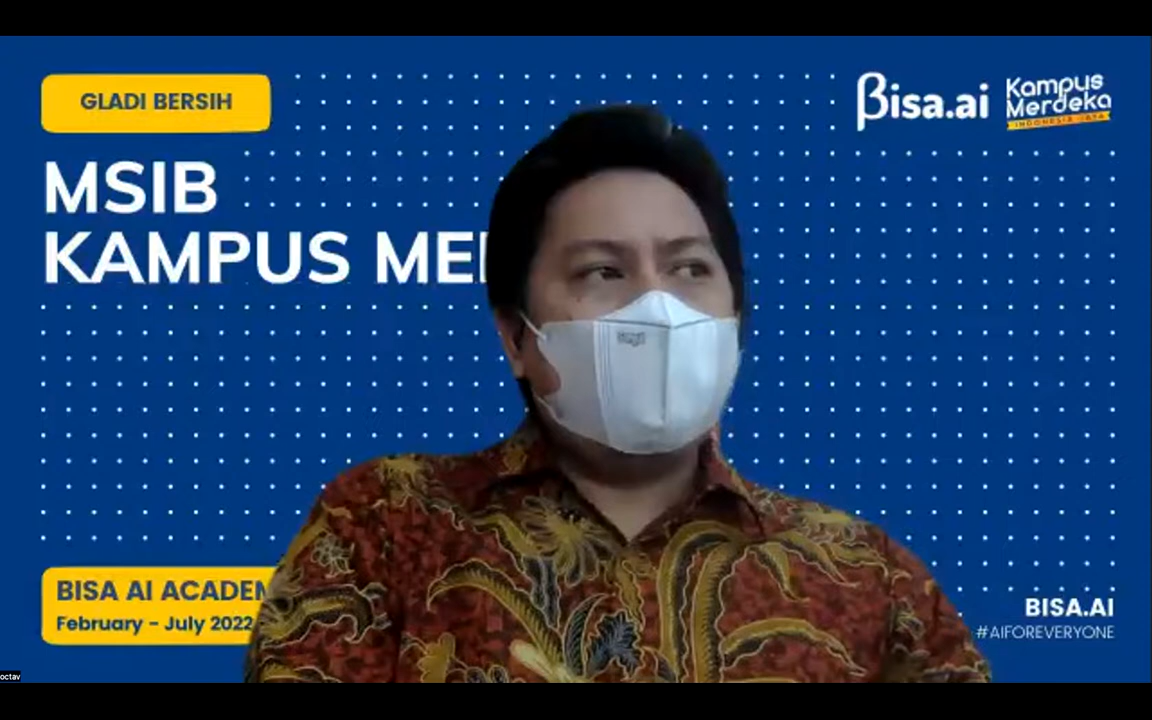 GLADI BERSIH
Bisa.ai
Kampus
Merdeka
INDONESIA JAYA
MSIB
KAMPUS ME
BISA AI ACADEM
February - July 2022
BISA.AI
#AIFOREVERYONE
octav